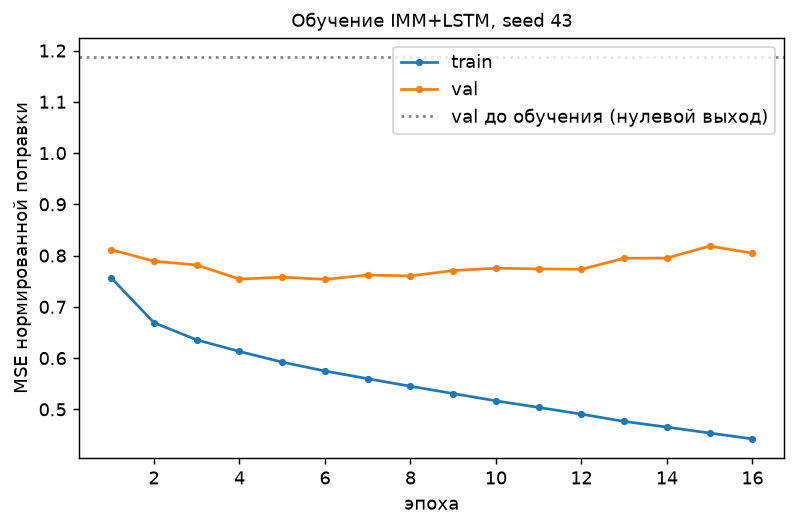 Обучение IMM+LSTM, seed 43
MSE нормированной поправки
1.2
1.1
1.0
0.9
0.8
0.7
0.6
0.5
train
val
val до обучения (нулевой выход)
2 4 6 8 10 12 14 16
эпоха